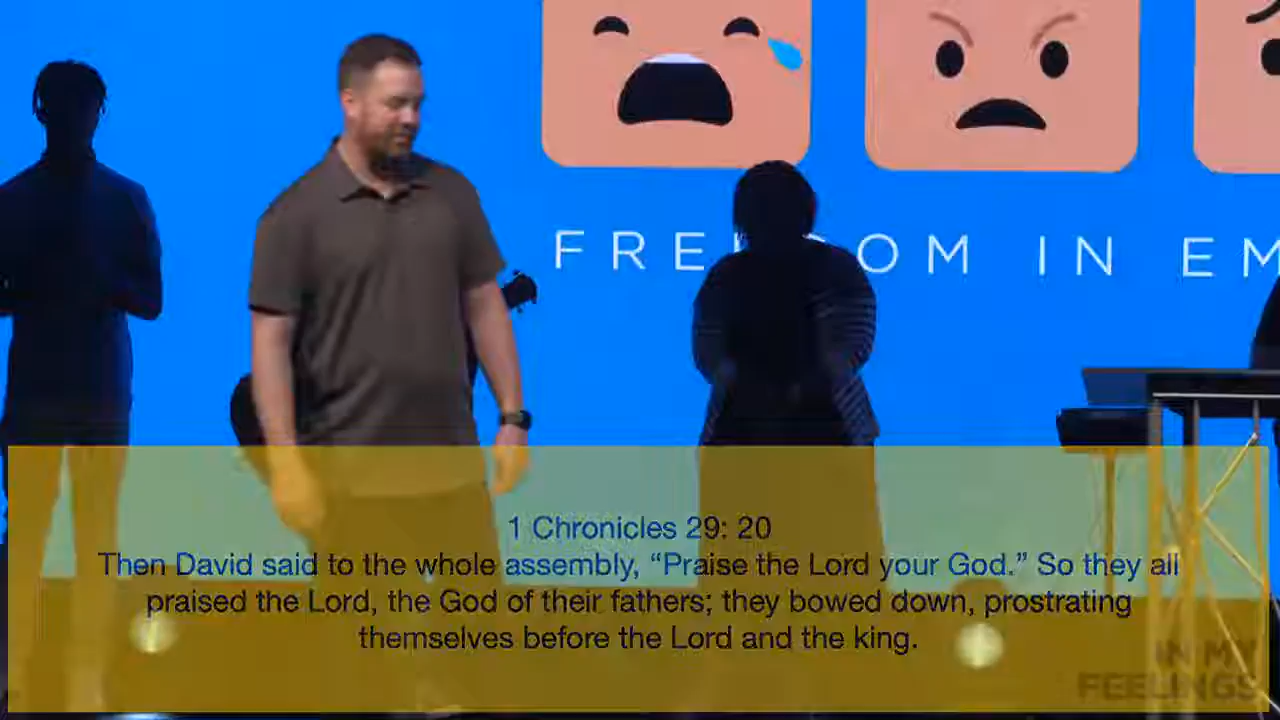 FREEDOM IN EM
1 Chronicles 29: 20
Then David said to the whole assembly, “Praise the Lord your God.” So they all
praised the Lord, the God of their fathers; they bowed down, prostrating
themselves before the Lord and the king.
IN MY
FEELINGS